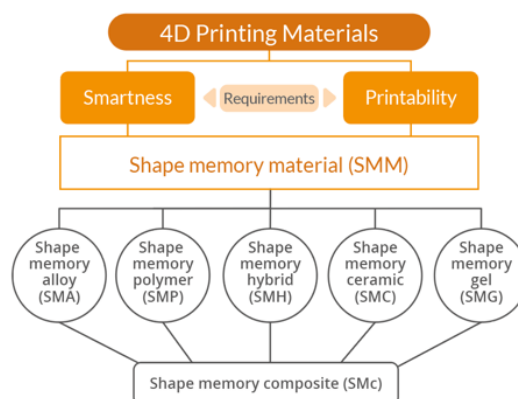 4D Printing Materials
Smartness
Requirements
Printability
Shape memory material (SMM)
Shape
memory
alloy
(SMA)
Shape
memory
polymer
(SMP)
Shape
memory
hybrid
(SMH)
Shape
memory
ceramic
(SMC)
Shape
memory
gel
(SMG)
Shape memory composite (SMc)